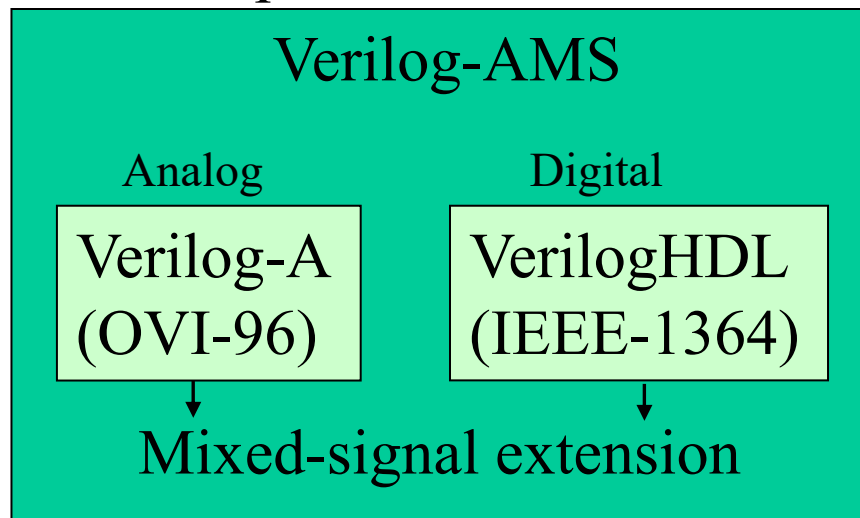 Verilog-AMS
Analog Digital
Verilog-A
(OVI-96)
VerilogHDL
(IEEE-1364)
Mixed-signal extension